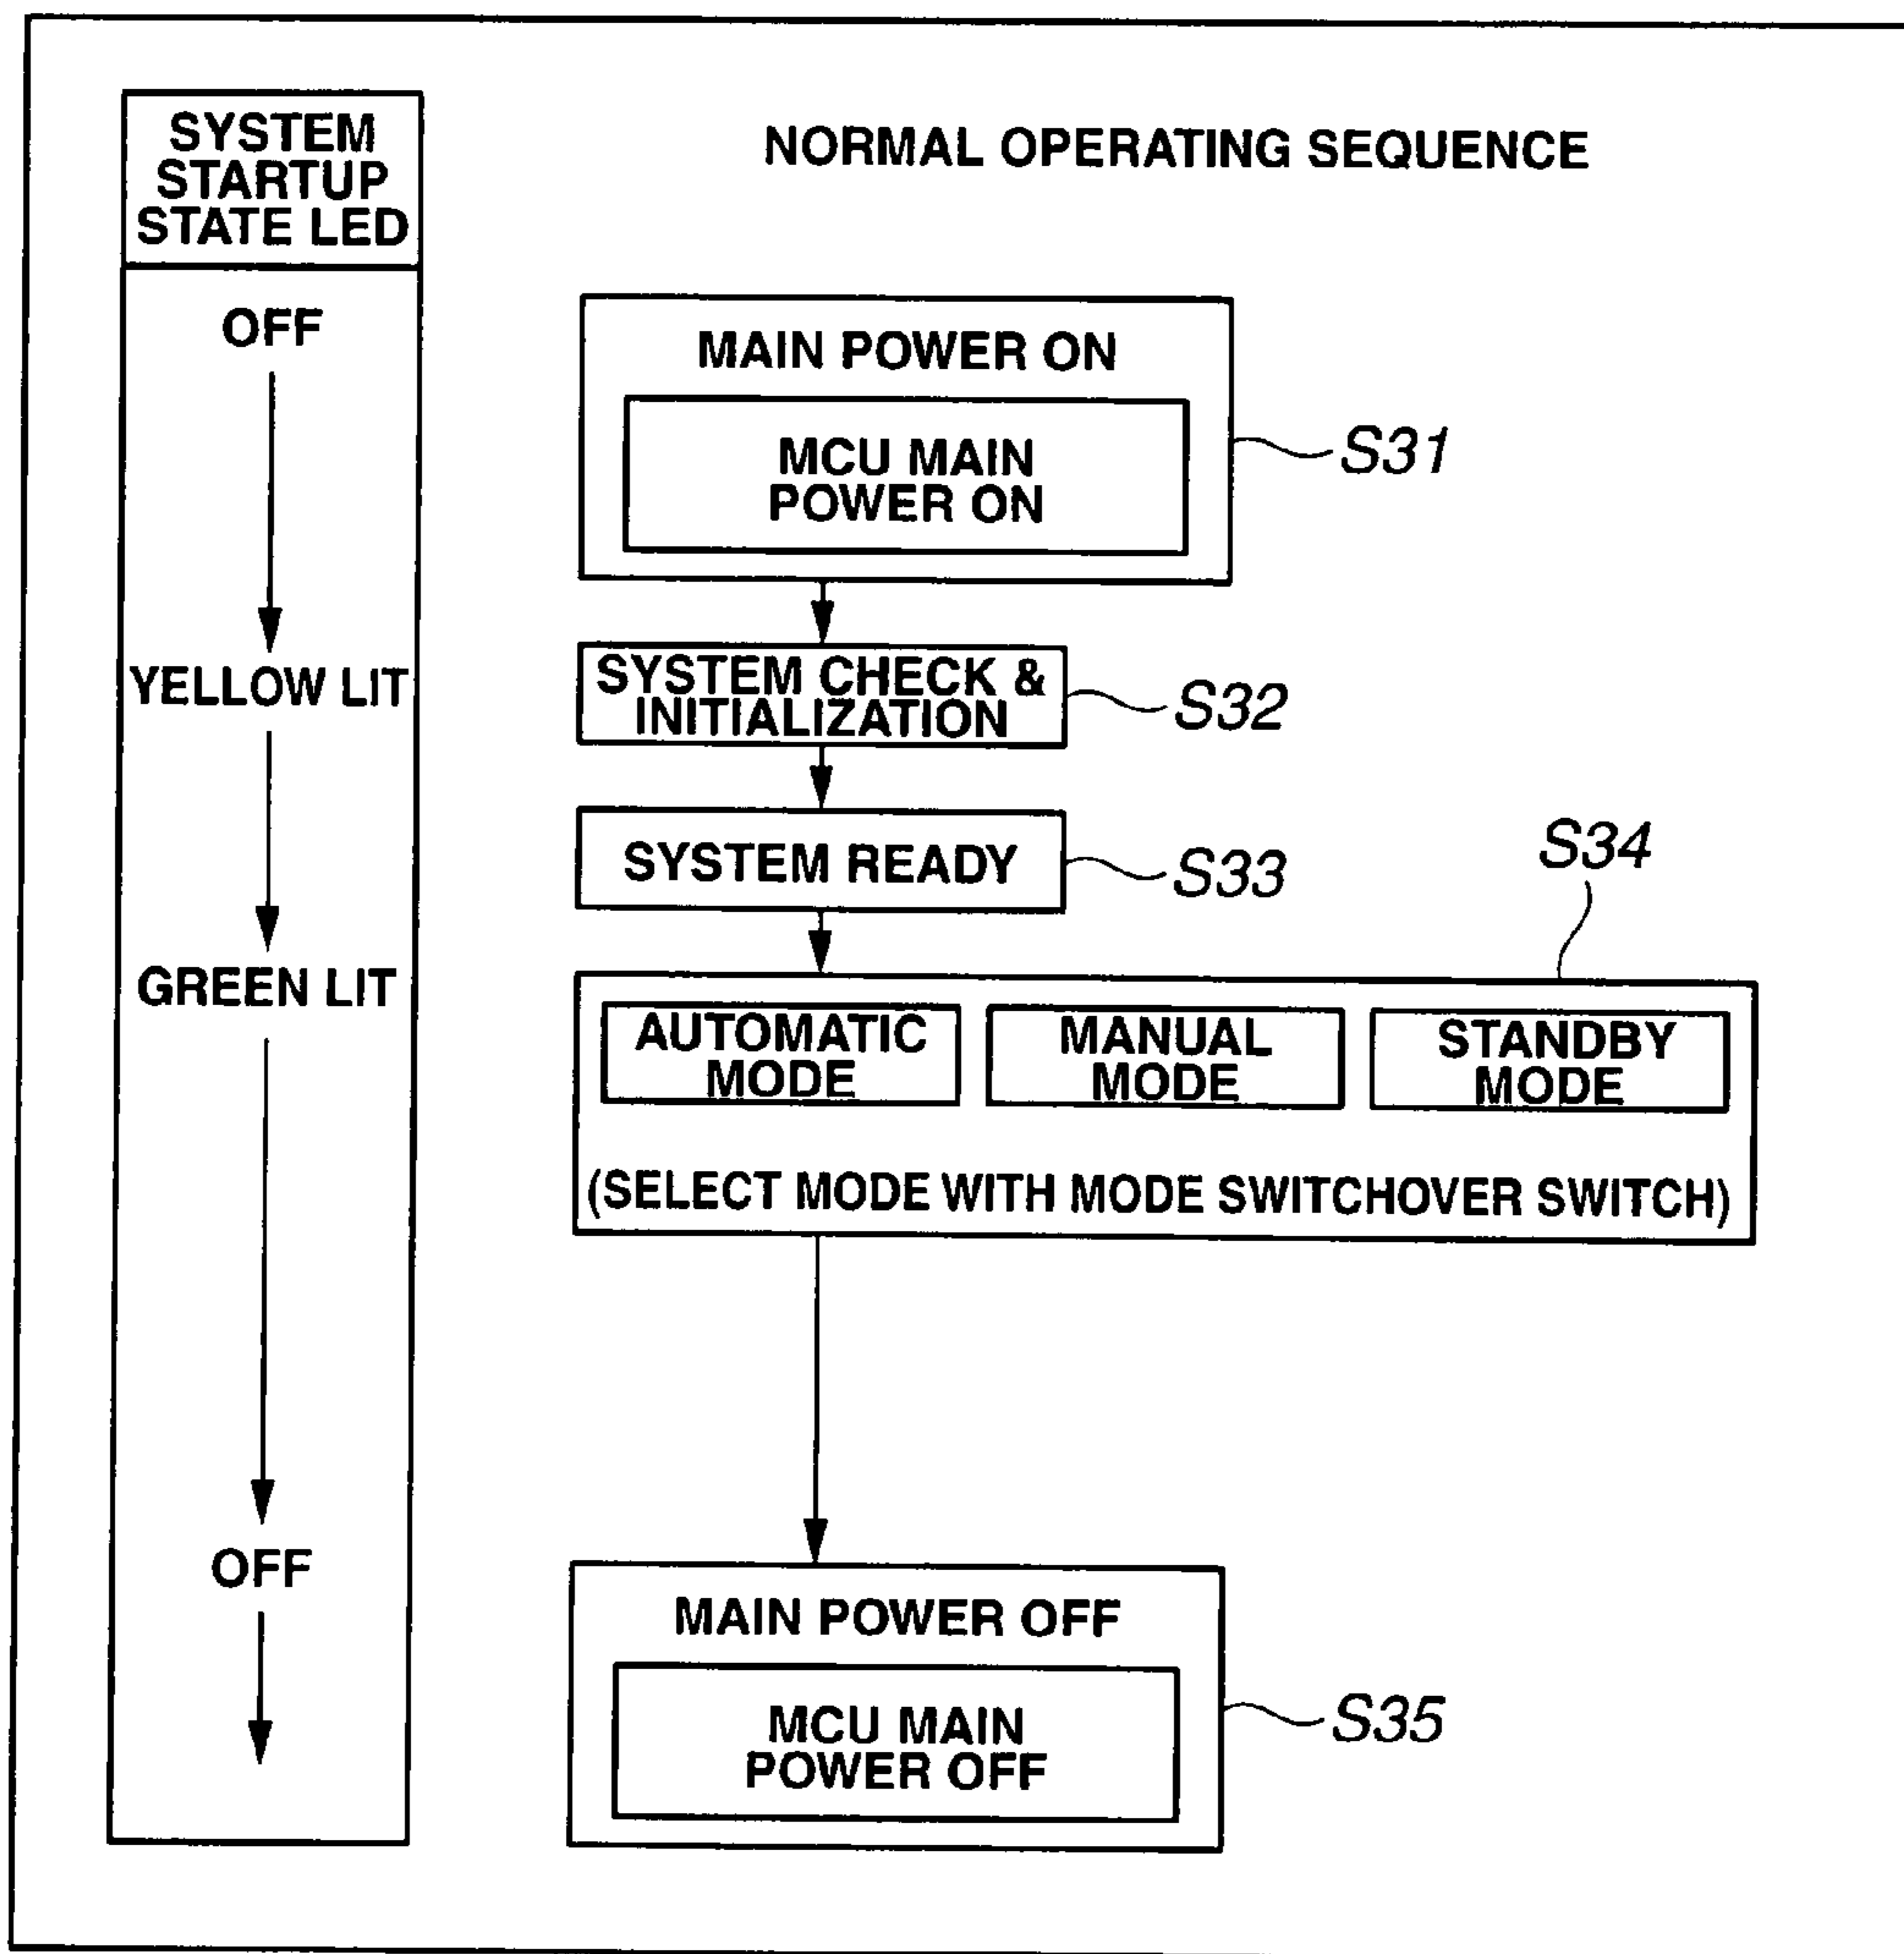 SYSTEM
STARTUP
STATE LED
OFF
YELLOW LIT
GREEN LIT
OFF
NORMAL OPERATING SEQUENCE
MAIN POWER ON
MCU MAIN
POWER ON
S31
SYSTEM CHECK &
INITIALIZATION
S32
SYSTEM READY
S33
S34
AUTOMATIC
MODE
MANUAL
MODE
STANDBY
MODE
(SELECT MODE WITH MODE SWITCHOVER SWITCH)
MAIN POWER OFF
MCU MAIN
POWER OFF
S35